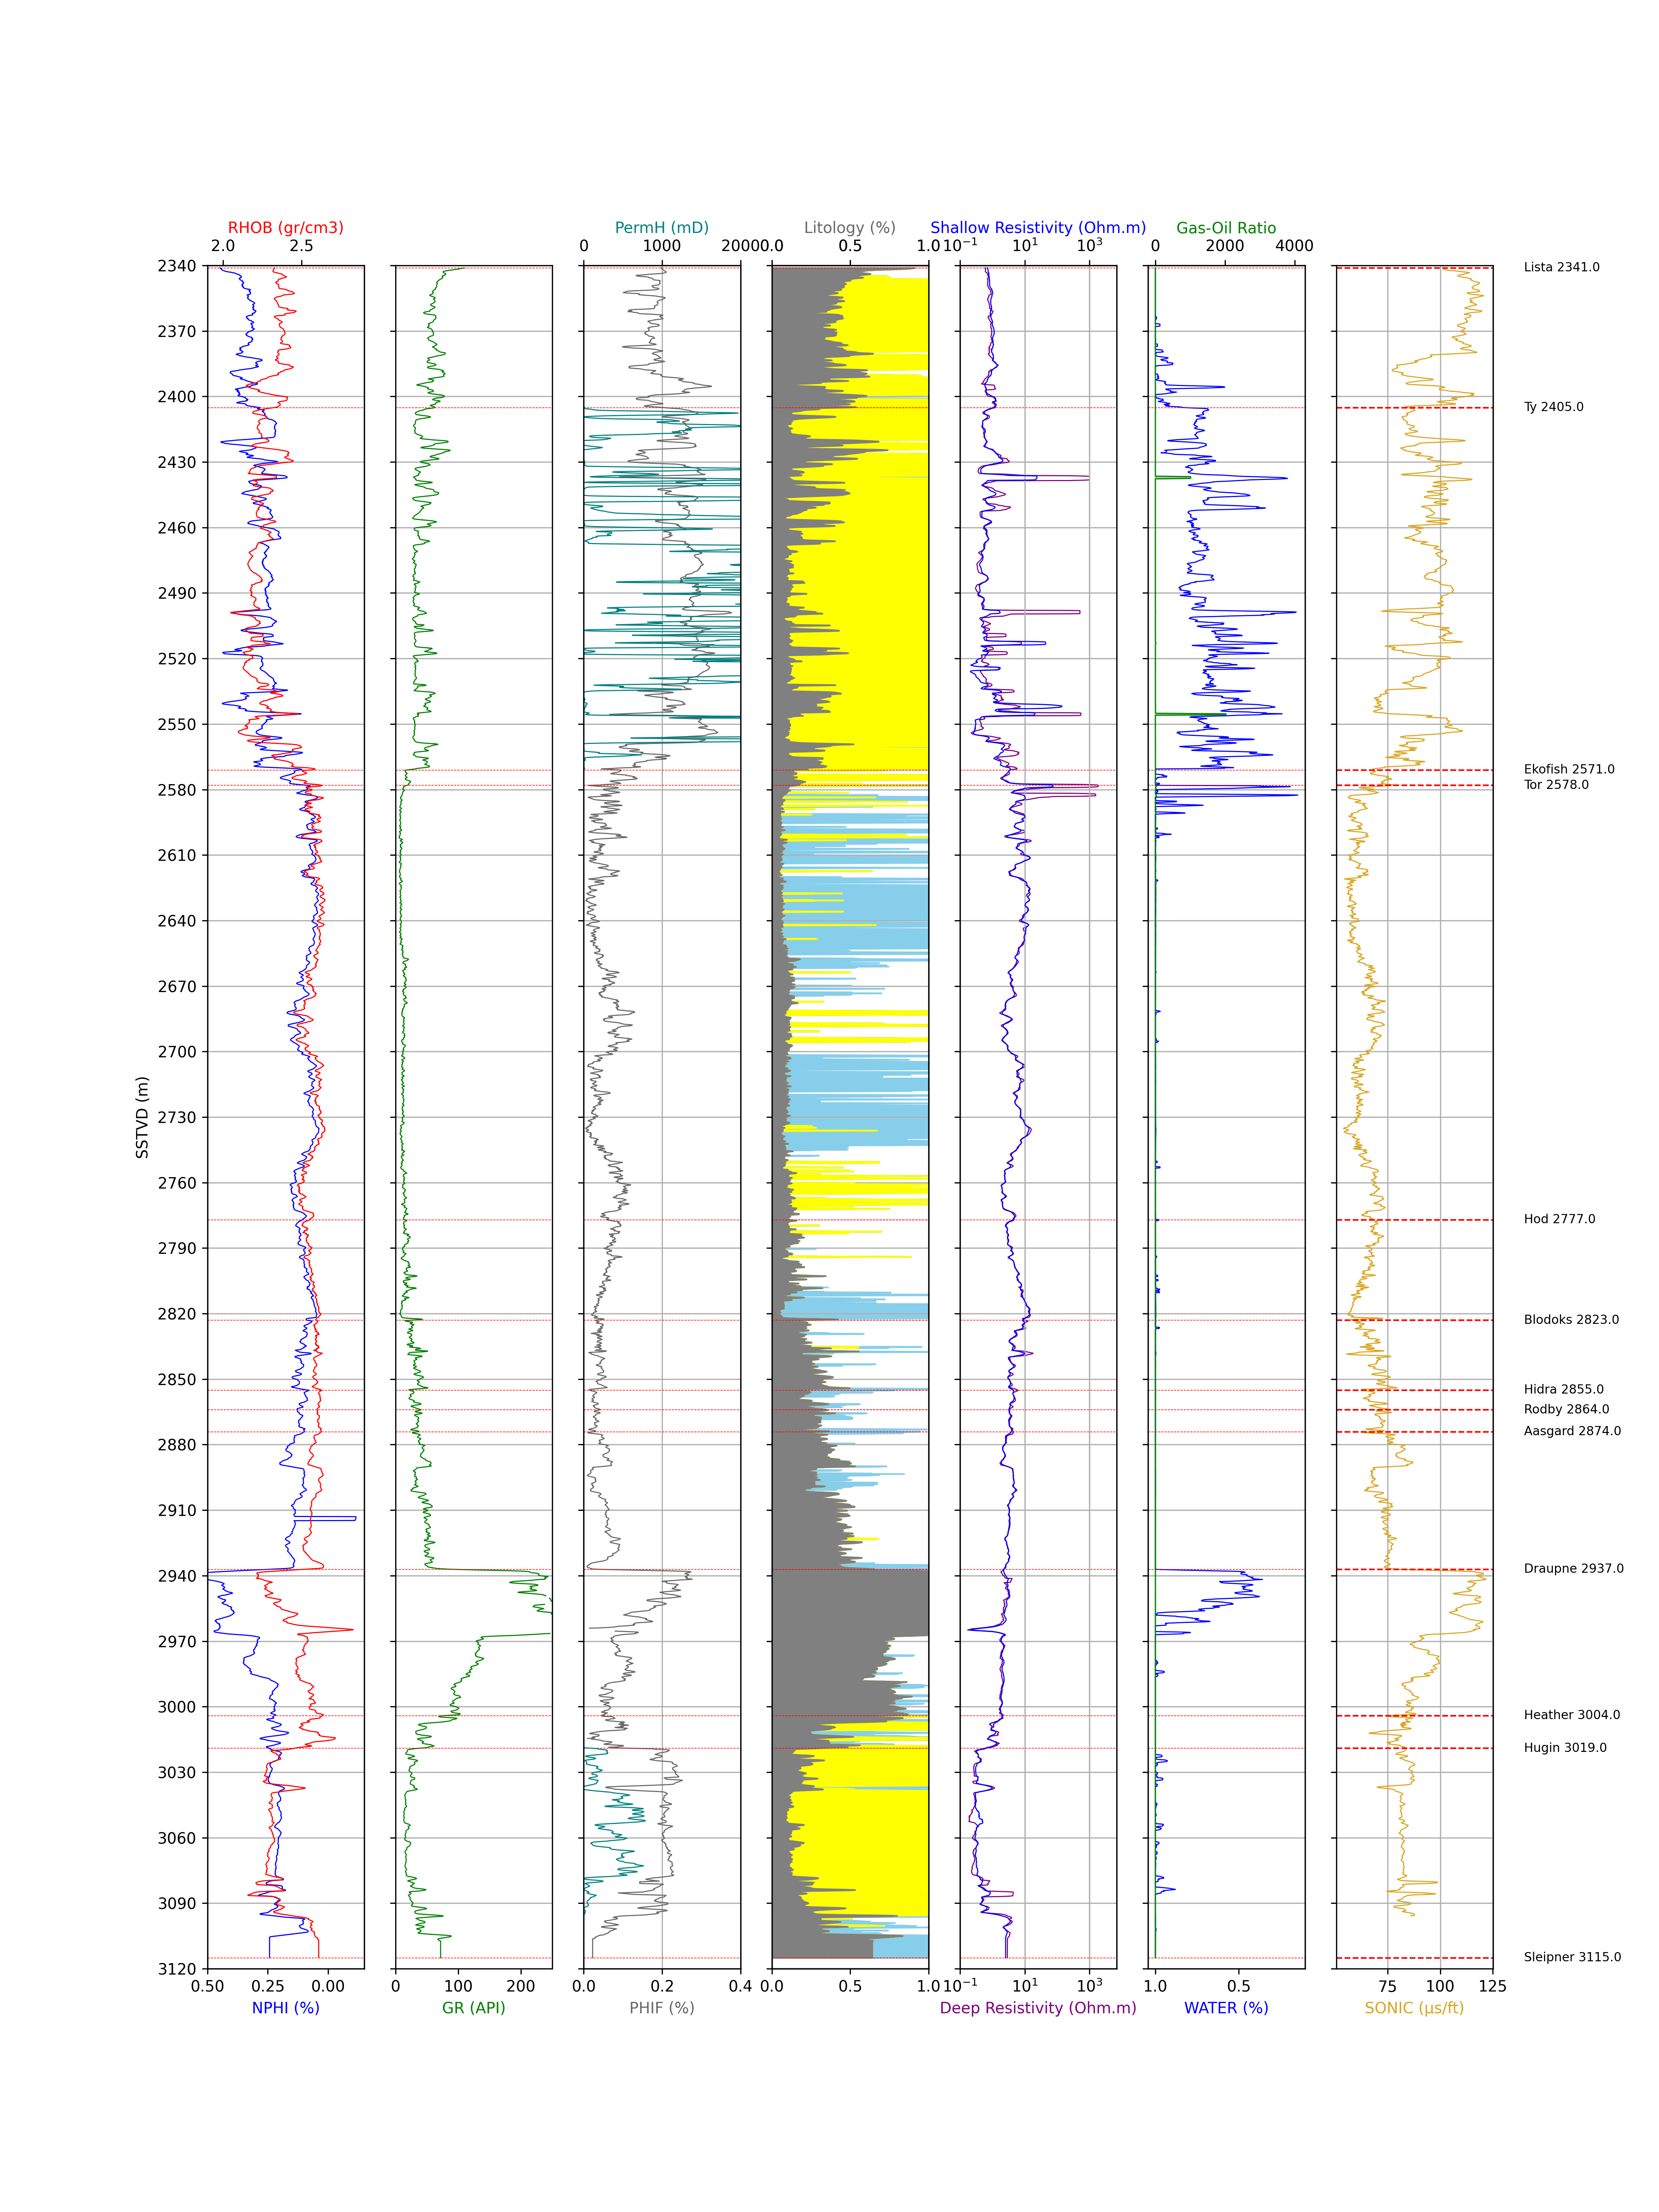 RHOB (gr/cm3) PermH (mD) Litology (%) Shallow Resistivity (Ohm.m) Gas-Oil Ratio
2.0 2.5 0 1000 2000 0.0 0.5 1.0 10⁻¹ 10¹ 10³ 0 2000 4000
2340
Lista 2341.0
2370
2400
Ty 2405.0
2430
2460
2490
2520
2550
Ekofish 2571.0
2580
Tor 2578.0
2610
2640
2670
2700
2730
SSTVD (m)
2760
Hod 2777.0
2790
2820
Blodoks 2823.0
2850
Hidra 2855.0
Rodby 2864.0
Aasgard 2874.0
2880
2910
Draupne 2937.0
2940
2970
3000
Heather 3004.0
Hugin 3019.0
3030
3060
3090
Sleipner 3115.0
3120
0.50 0.25 0.00 0 100 200 0.0 0.2 0.4 0.0 0.5 1.0 10⁻¹ 10¹ 10³ 1.0 0.5 75 100 125
NPHI (%) GR (API) PHIF (%) Deep Resistivity (Ohm.m) WATER (%) SONIC (μs/ft)